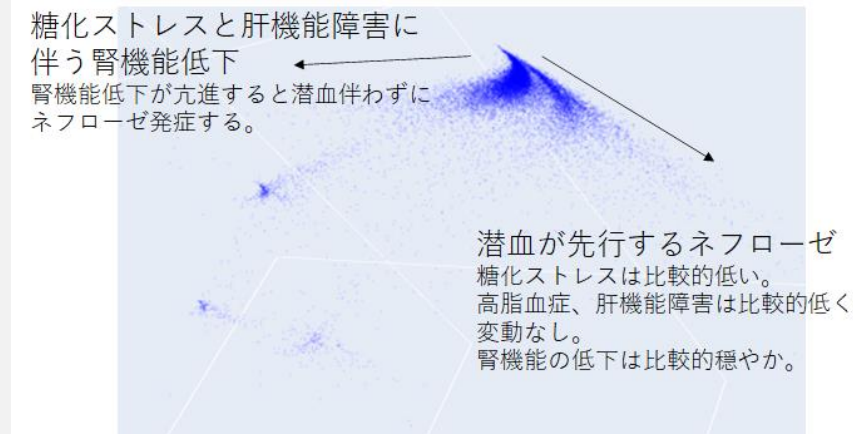 糖化ストレスと肝機能障害に
伴う腎機能低下
腎機能低下が亢進すると潜血伴わずに
ネフローゼ発症する。
潜血が先行するネフローゼ
糖化ストレスは比較的低い。
高脂血症、肝機能障害は比較的低く
変動なし。
腎機能の低下は比較的穏やか。